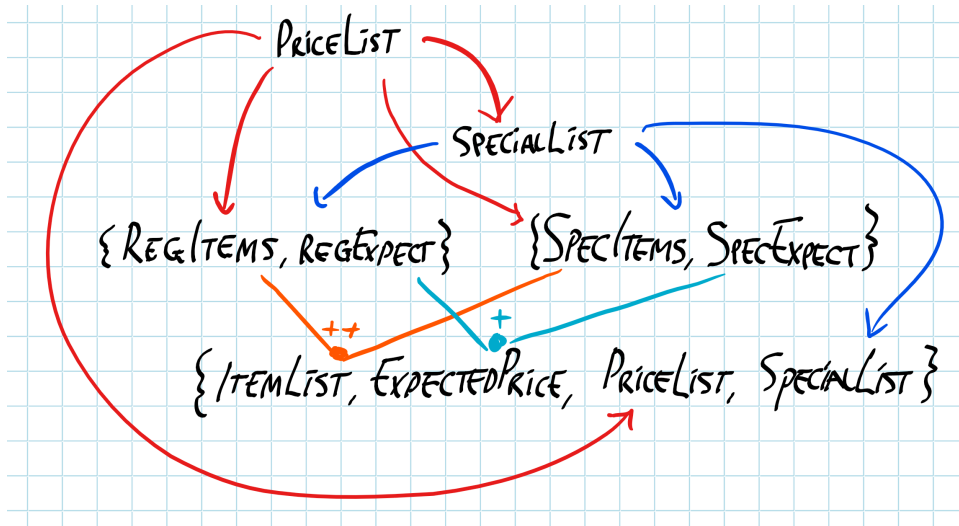 PriceList
SpecialList
{RegItems, RegExpect} {SpecItems, SpecExpect}
++ +
{ItemList, ExpectedPrice, PriceList, SpecialList}